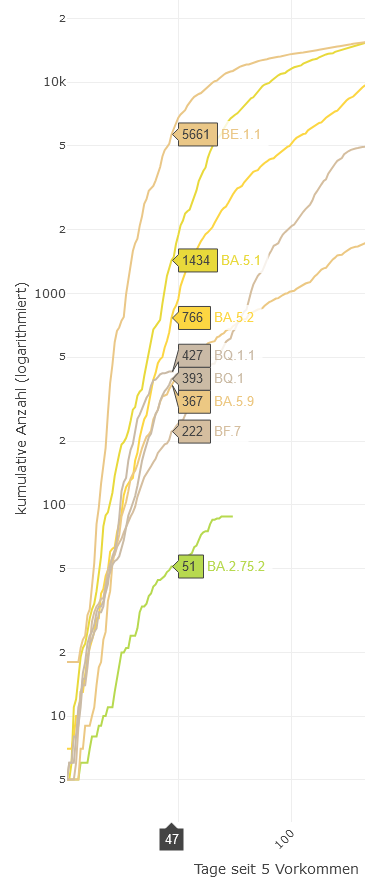 2
10k
5
5661 BE.1.1
2
1434 BA.5.1
1000
766 BA.5.2
5
427 BQ.1.1
393 BQ.1
367 BA.5.9
2
222 BF.7
100
5
51 BA.2.75.2
2
10
5
kumulative Anzahl (logarithmiert)
47
100
Tage seit 5 Vorkommen